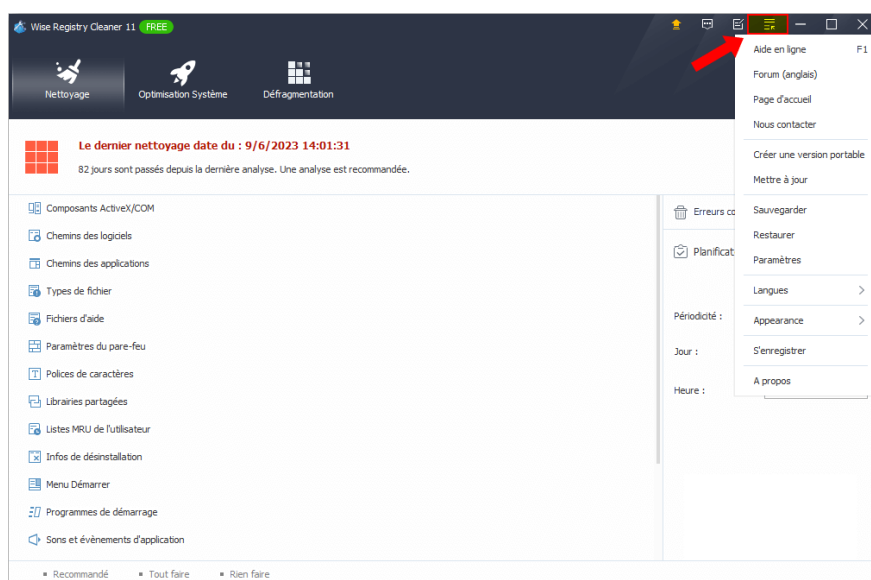 Wise Registry Cleaner 11 FREE
Nettoyage
Optimisation Système
Défragmentation
Le dernier nettoyage date du : 9/6/2023 14:01:31
82 jours sont passés depuis la dernière analyse. Une analyse est recommandée.
Composants ActiveX/COM
Chemins des logiciels
Chemins des applications
Types de fichier
Fichiers d'aide
Paramètres du pare-feu
Polices de caractères
Librairies partagées
Listes MRU de l'utilisateur
Infos de désinstallation
Menu Démarrer
Programmes de démarrage
Sons et évènements d'application
Recommandé
Tout faire
Rien faire
Erreurs co
Planificat
Périodicité :
Jour :
Heure :
Aide en ligne F1
Forum (anglais)
Page d'accueil
Nous contacter
Créer une version portable
Mettre à jour
Sauvegarder
Restaurer
Paramètres
Langues
Appearance
S'enregistrer
A propos